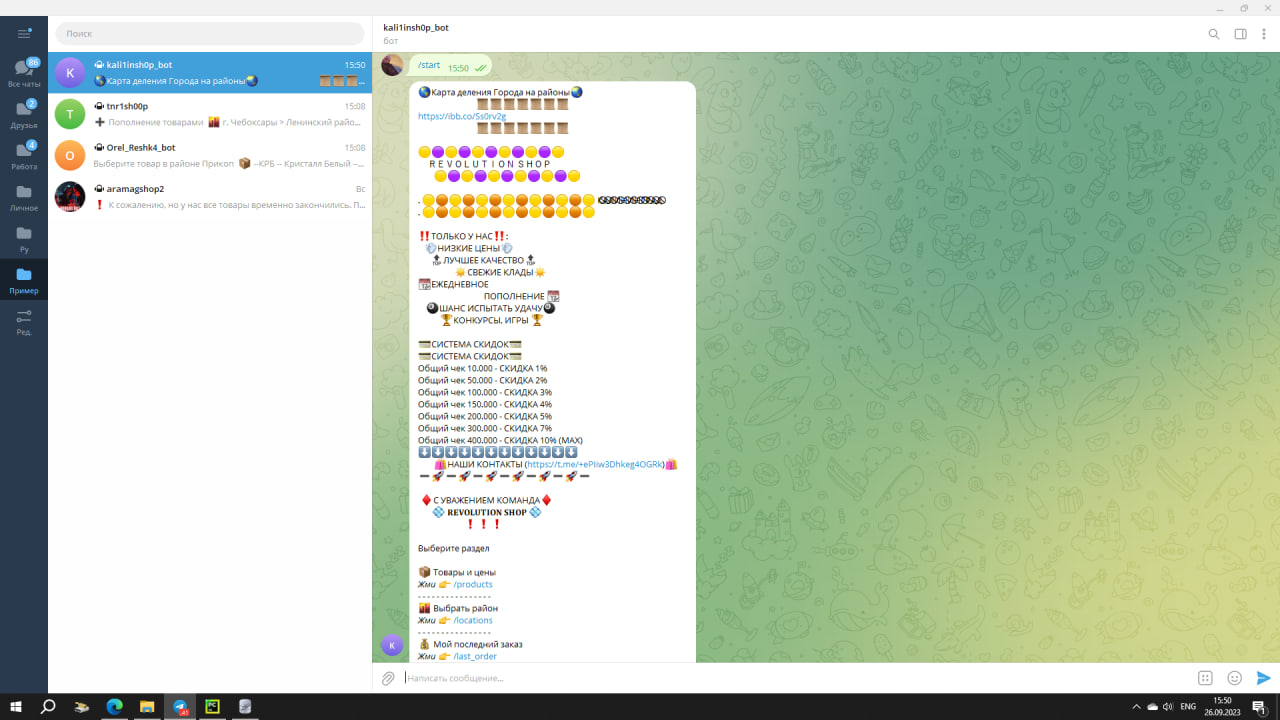 Поиск
kali1insh0p_bot
бот
86
Все чаты
2
Друзья
4
Работа
Личное
Ру
Пример
Ред.
K
kali1insh0p_bot
15:50
Карта деления Города на районы
T
tnr1sh00p
15:08
Пополнение товарами г. Чебоксары > Ленинский райо...
O
Orel_Reshk4_bot
15:08
Выберите товар в районе Прикоп --КРБ -- Кристалл Белый --...
aramagshop2
Вс
К сожалению, но у нас все товары временно закончились. П...
/start 15:50
Карта деления Города на районы
https://ibb.co/Ss0rv2g
R E V O L U T I O N S H O P
‼ТОЛЬКО У НАС‼:
НИЗКИЕ ЦЕНЫ
ЛУЧШЕЕ КАЧЕСТВО
СВЕЖИЕ КЛАДЫ
ЕЖЕДНЕВНОЕ
ПОПОЛНЕНИЕ
ШАНС ИСПЫТАТЬ УДАЧУ
КОНКУРСЫ, ИГРЫ
СИСТЕМА СКИДОК
СИСТЕМА СКИДОК
Общий чек 10.000 - СКИДКА 1%
Общий чек 50.000 - СКИДКА 2%
Общий чек 100.000 - СКИДКА 3%
Общий чек 150.000 - СКИДКА 4%
Общий чек 200.000 - СКИДКА 5%
Общий чек 300.000 - СКИДКА 7%
Общий чек 400.000 - СКИДКА 10% (MAX)
НАШИ КОНТАКТЫ (https://t.me/+ePIiw3Dhkeg4OGRk)
С УВАЖЕНИЕМ КОМАНДА
REVOLUTION SHOP
❗ ❗ ❗
Выберите раздел
Товары и цены
Жми /products
- - - - - - - - - - - - - - - -
Выбрать район
Жми /locations
- - - - - - - - - - - - - - - -
Мой последний заказ
Жми /last_order
K
Написать сообщение...
ENG
15:50
26.09.2023